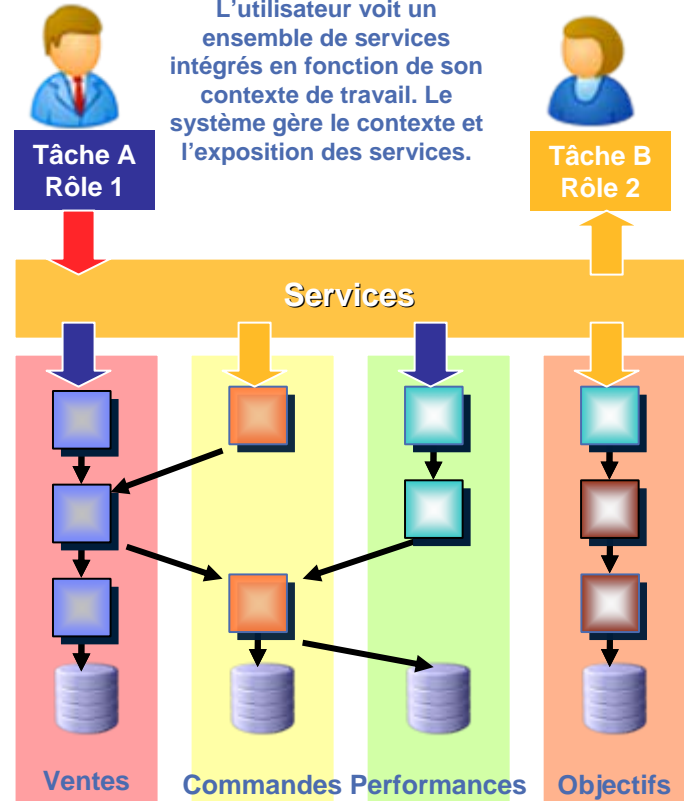 L'utilisateur voit un
ensemble de services
intégrés en fonction de son
contexte de travail. Le
système gère le contexte et
l'exposition des services.
Tâche A
Rôle 1
Tâche B
Rôle 2
Services
Ventes
Commandes
Performances
Objectifs